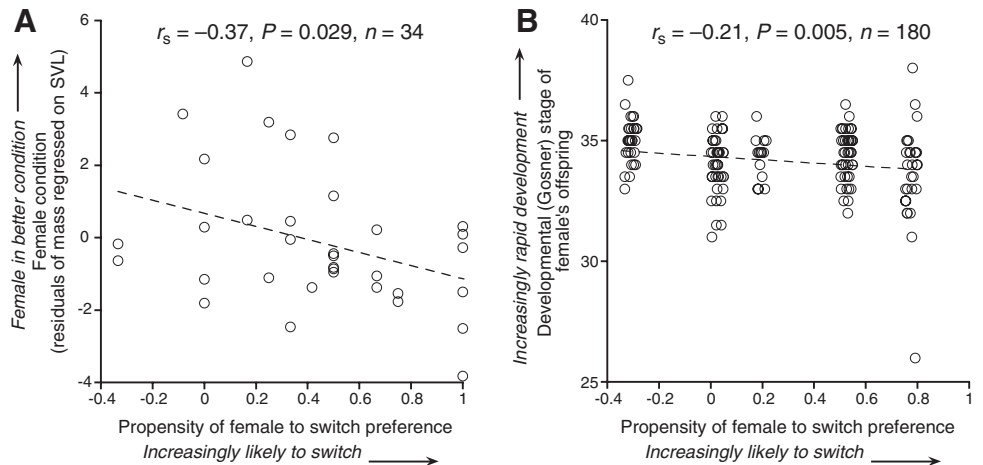 A
r_s = –0.37, P = 0.029, n = 34
Female in better condition
Female condition
(residuals of mass regressed on SVL)
6
4
2
0
-2
-4
-0.4 -0.2 0 0.2 0.4 0.6 0.8 1
Propensity of female to switch preference
Increasingly likely to switch
B
r_s = –0.21, P = 0.005, n = 180
Increasingly rapid development
Developmental (Gosner) stage of
female's offspring
40
35
30
25
-0.4 -0.2 0 0.2 0.4 0.6 0.8 1
Propensity of female to switch preference
Increasingly likely to switch